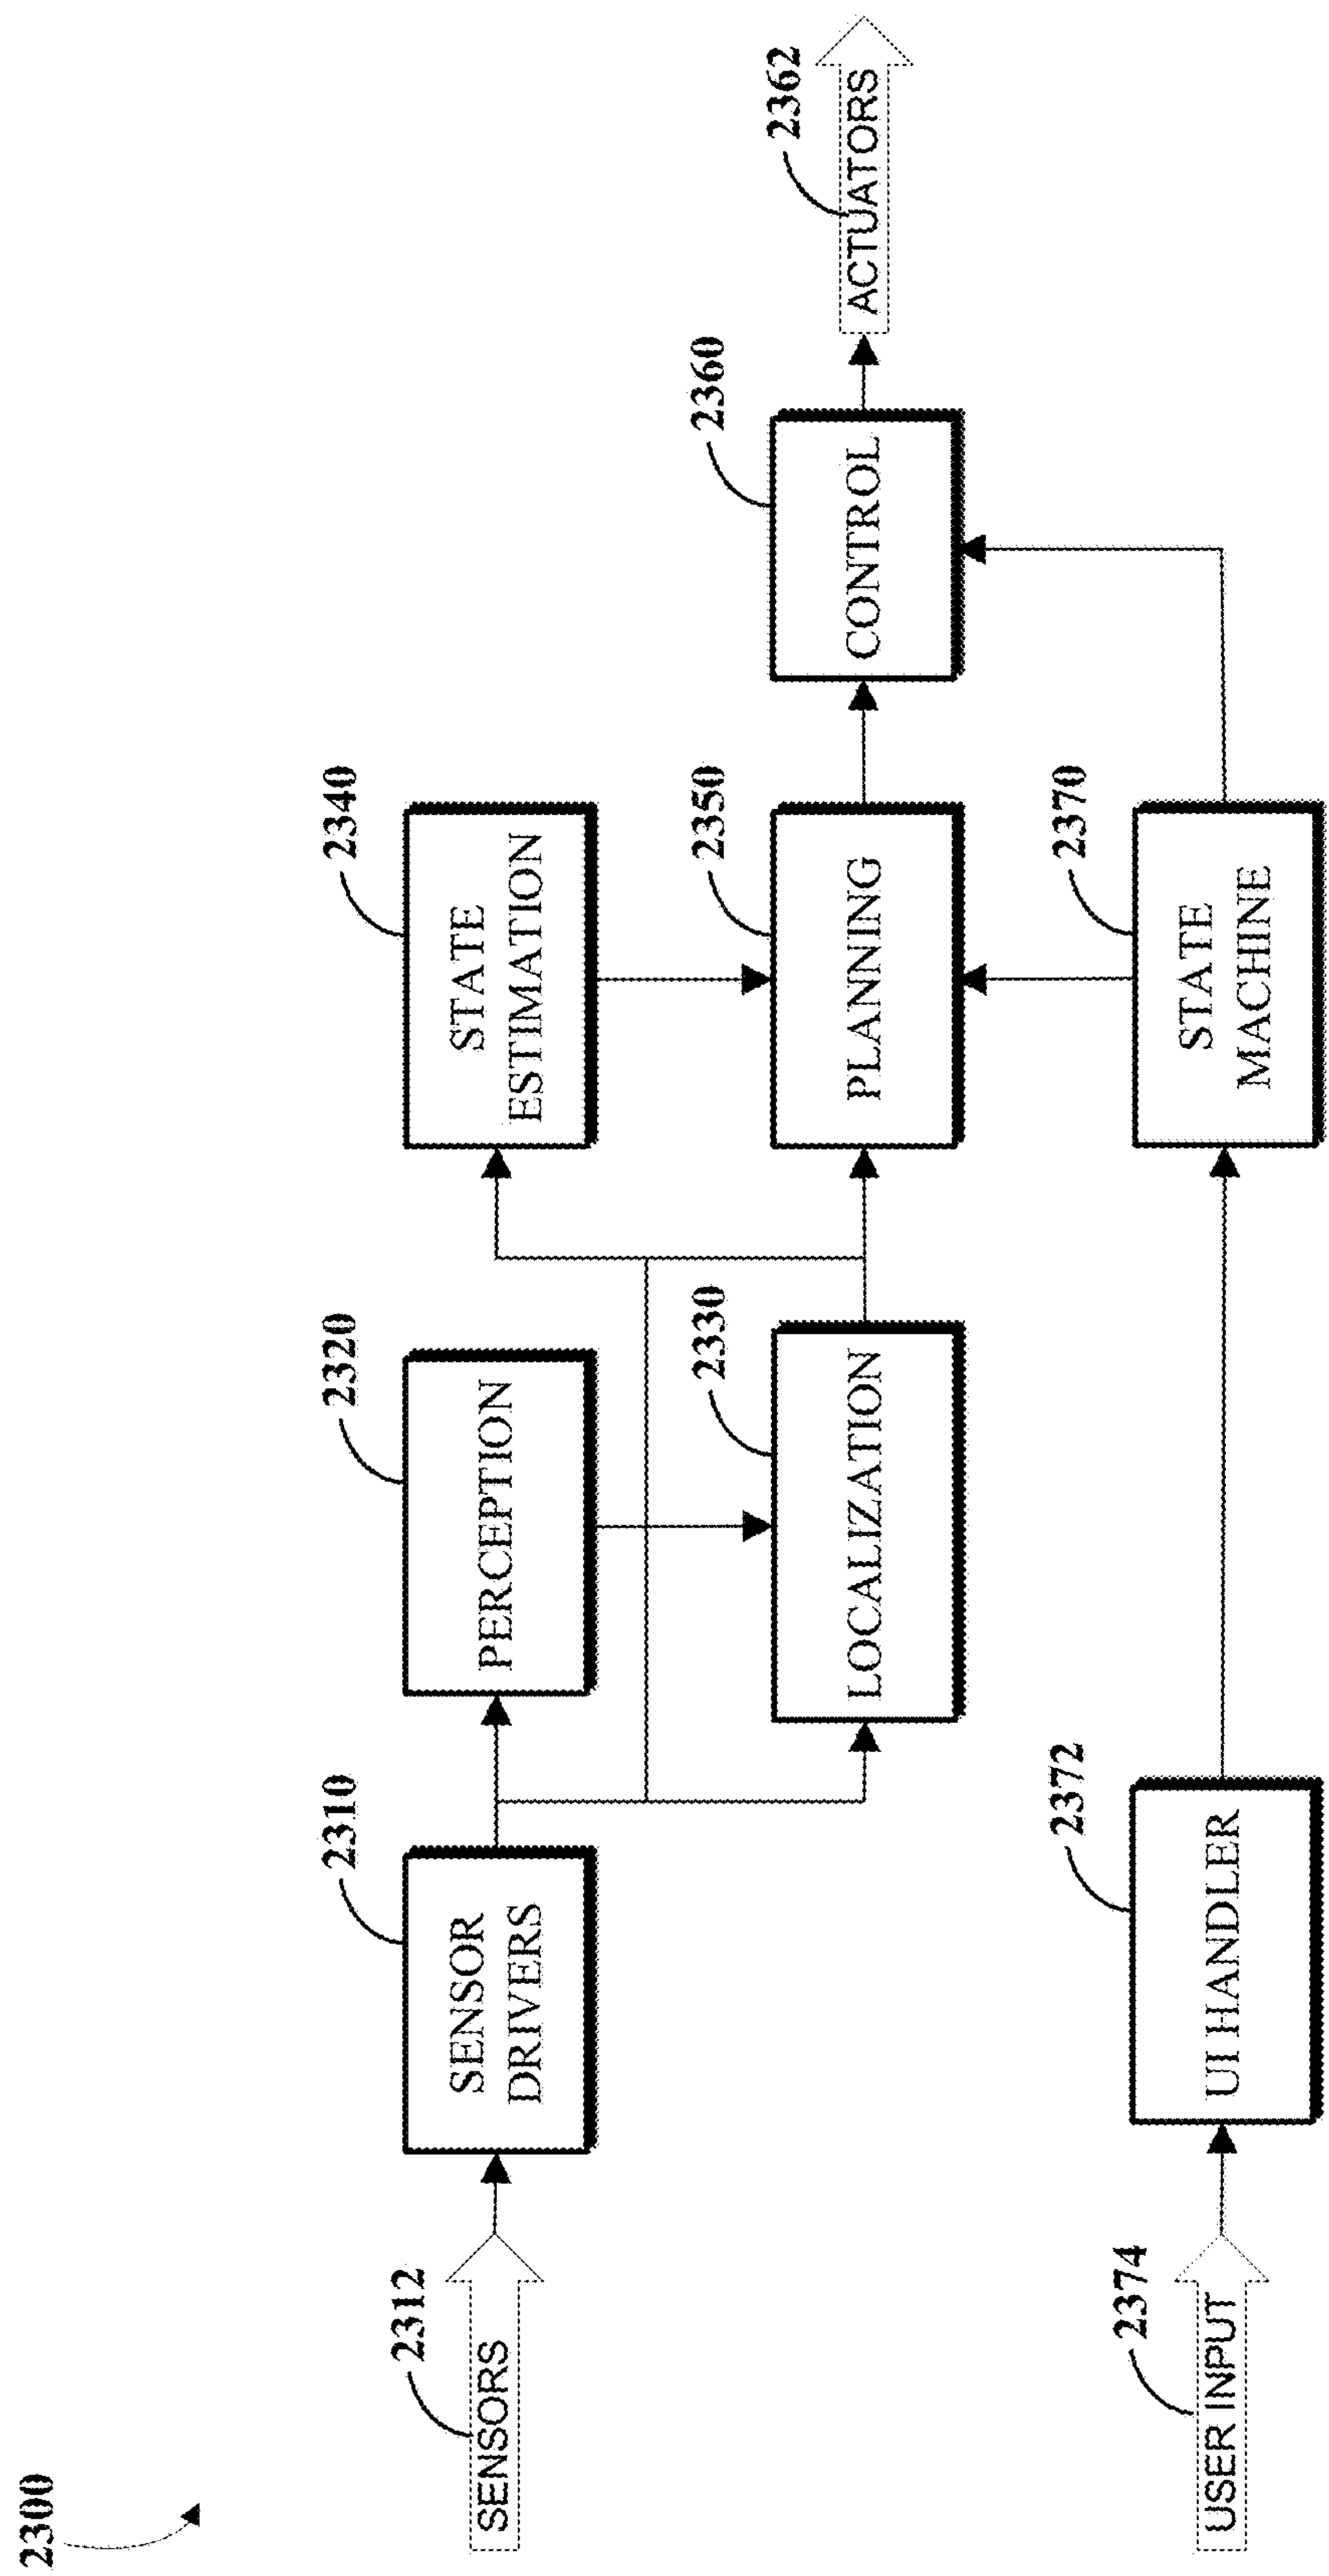 2300
2312
SENSORS
2310
SENSOR
DRIVERS
2320
PERCEPTION
2330
LOCALIZATION
2340
STATE
ESTIMATION
2350
PLANNING
2360
CONTROL
2362
ACTUATORS
2374
USER INPUT
2372
UI HANDLER
2370
STATE
MACHINE